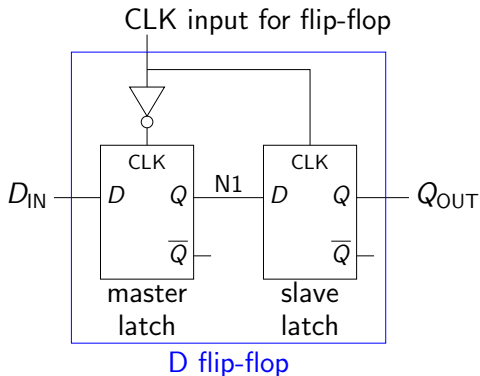 CLK input for flip-flop
CLK
CLK
D_IN
D
Q
N1
D
Q
Q_OUT
Q̅
Q̅
master
latch
slave
latch
D flip-flop